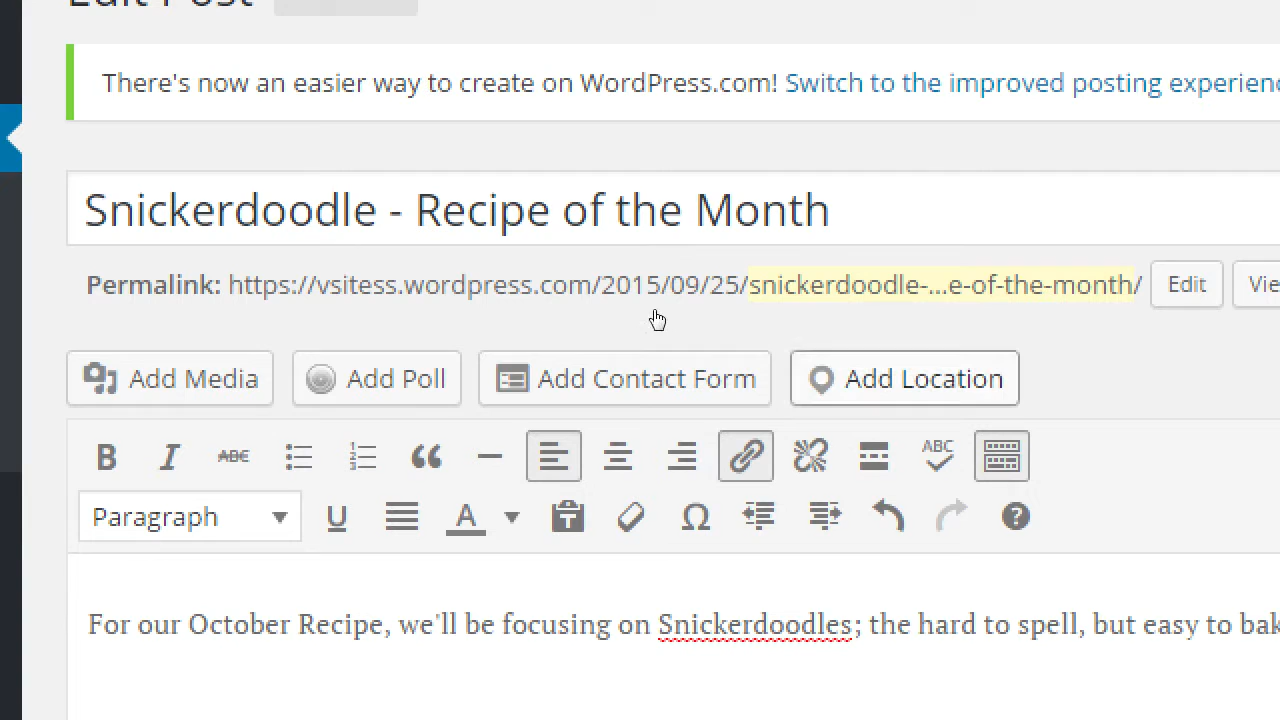 Edit Post
There's now an easier way to create on WordPress.com! Switch to the improved posting
Snickerdoodle - Recipe of the Month
Permalink: https://vsitess.wordpress.com/2015/09/25/snickerdoodle-...e-of-the-month/ Edit
Add Media Add Poll Add Contact Form Add Location
B I ABC ABC
Paragraph U A Ω ?
For our October Recipe, we'll be focusing on Snickerdoodles; the hard to spell, but easy to